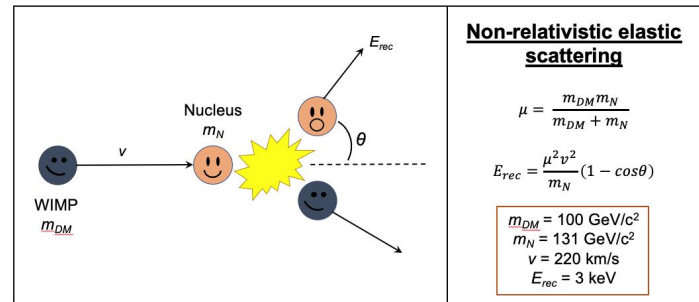 E_rec
Nucleus
m_N
θ
v
WIMP
m_DM
Non-relativistic elastic
scattering
μ = m_DM m_N / (m_DM + m_N)
E_rec = μ²v² / m_N (1 − cosθ)
m_DM = 100 GeV/c²
m_N = 131 GeV/c²
v = 220 km/s
E_rec = 3 keV